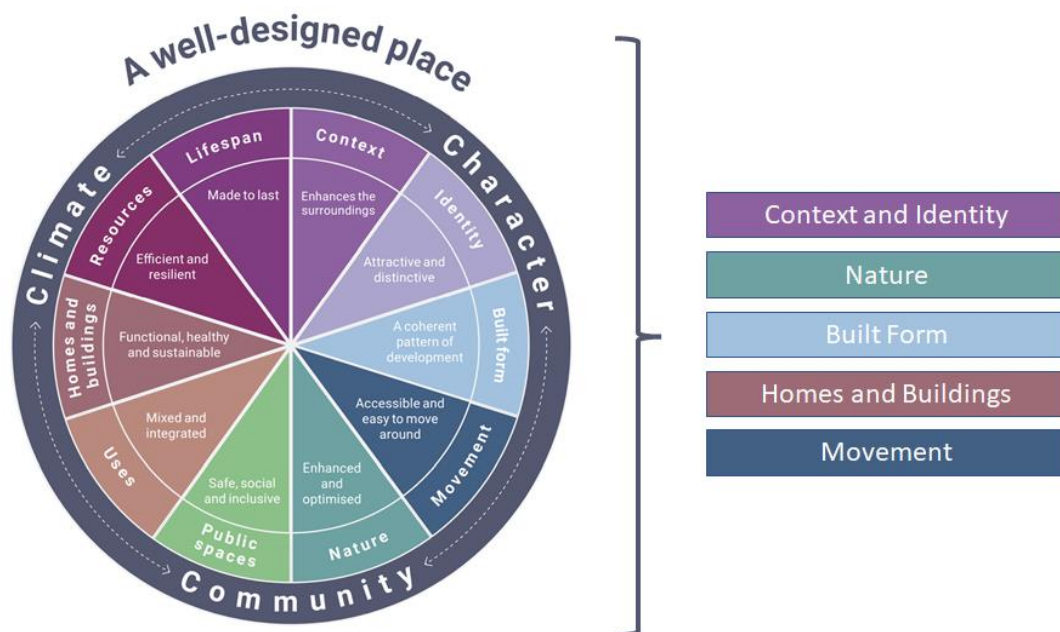 A well-designed place
Climate
Character
Community
Lifespan
Made to last
Context
Enhances the
surroundings
Identity
Attractive and
distinctive
Built form
A coherent
pattern of
development
Movement
Accessible and
easy to move
around
Nature
Enhanced
and
optimised
Public
spaces
Safe, social
and inclusive
Uses
Mixed and
integrated
Homes and
buildings
Functional, healthy
and sustainable
Resources
Efficient and
resilient
Context and Identity
Nature
Built Form
Homes and Buildings
Movement